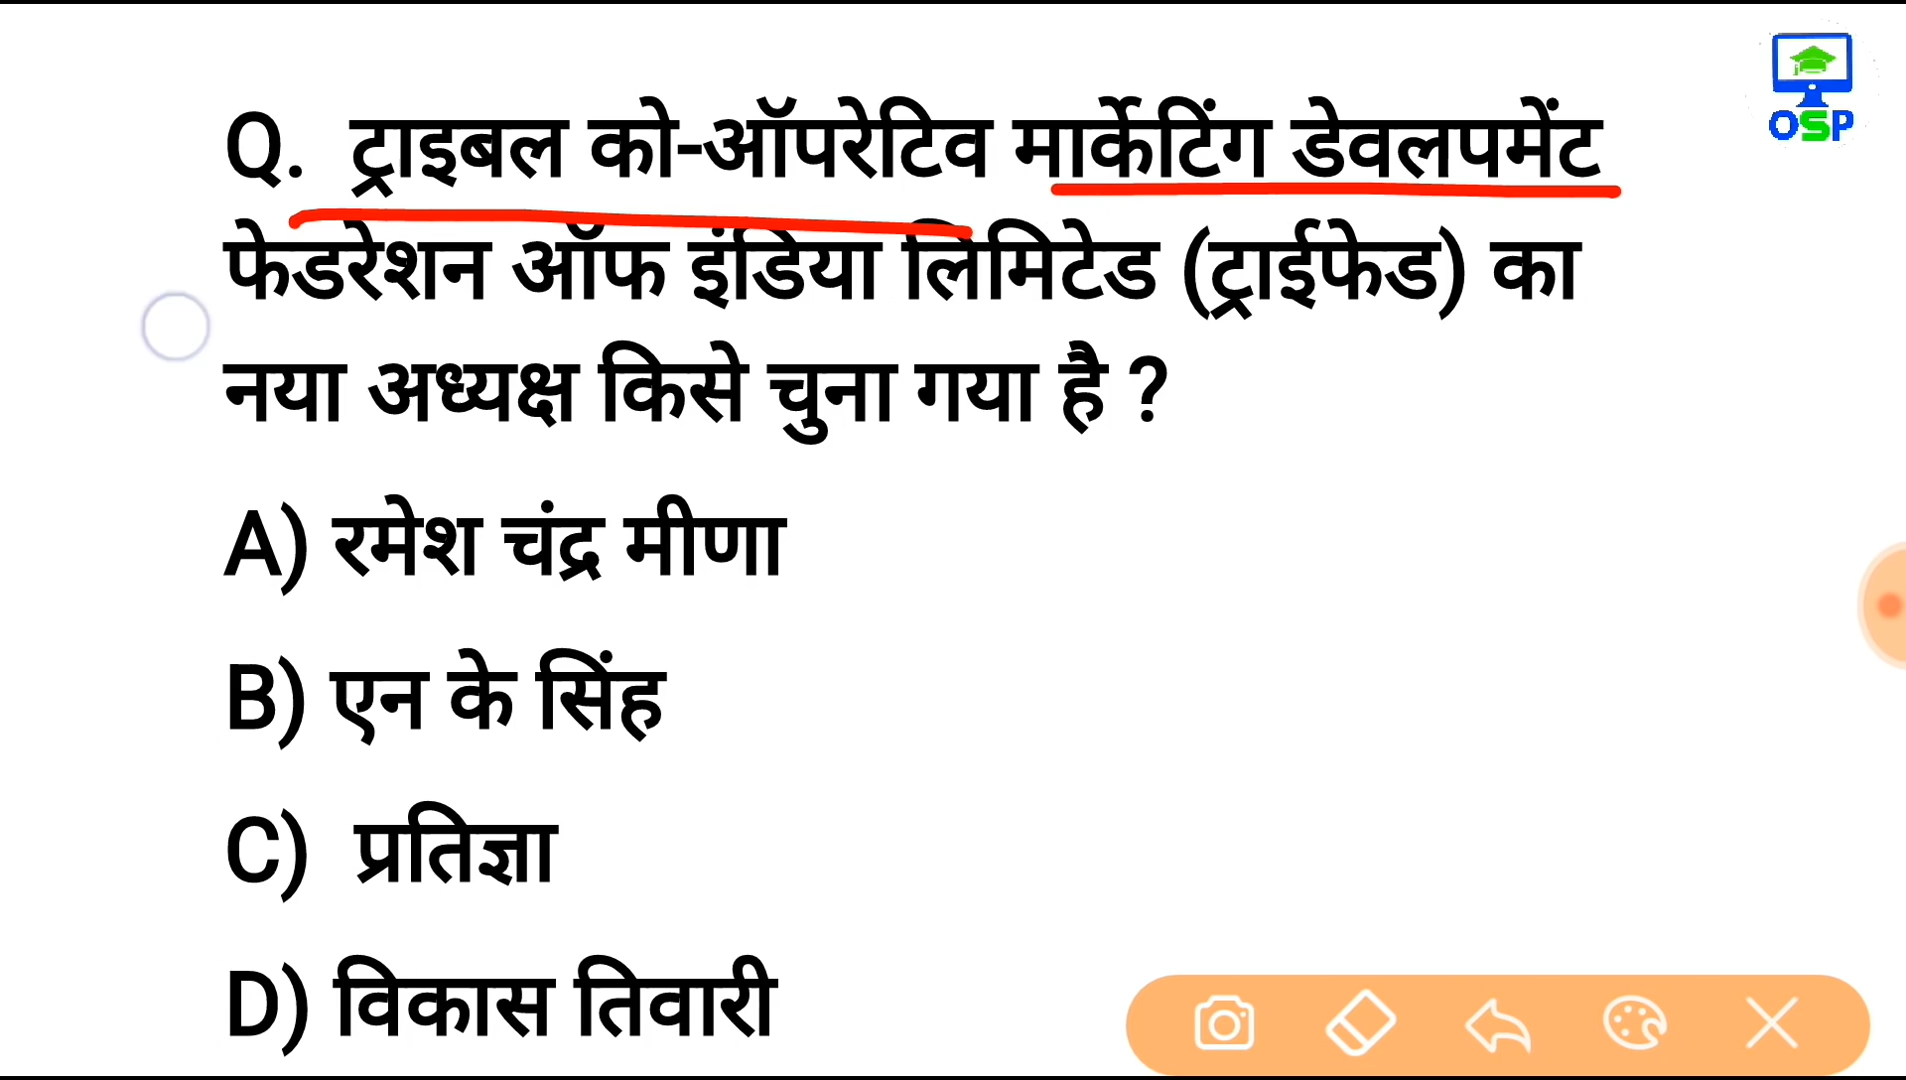 OSP
Q. ट्राइबल को-ऑपरेटिव मार्केटिंग डेवलपमेंट
फेडरेशन ऑफ इंडिया लिमिटेड (ट्राईफेड) का
नया अध्यक्ष किसे चुना गया है ?
A) रमेश चंद्र मीणा
B) एन के सिंह
C) प्रतिज्ञा
D) विकास तिवारी